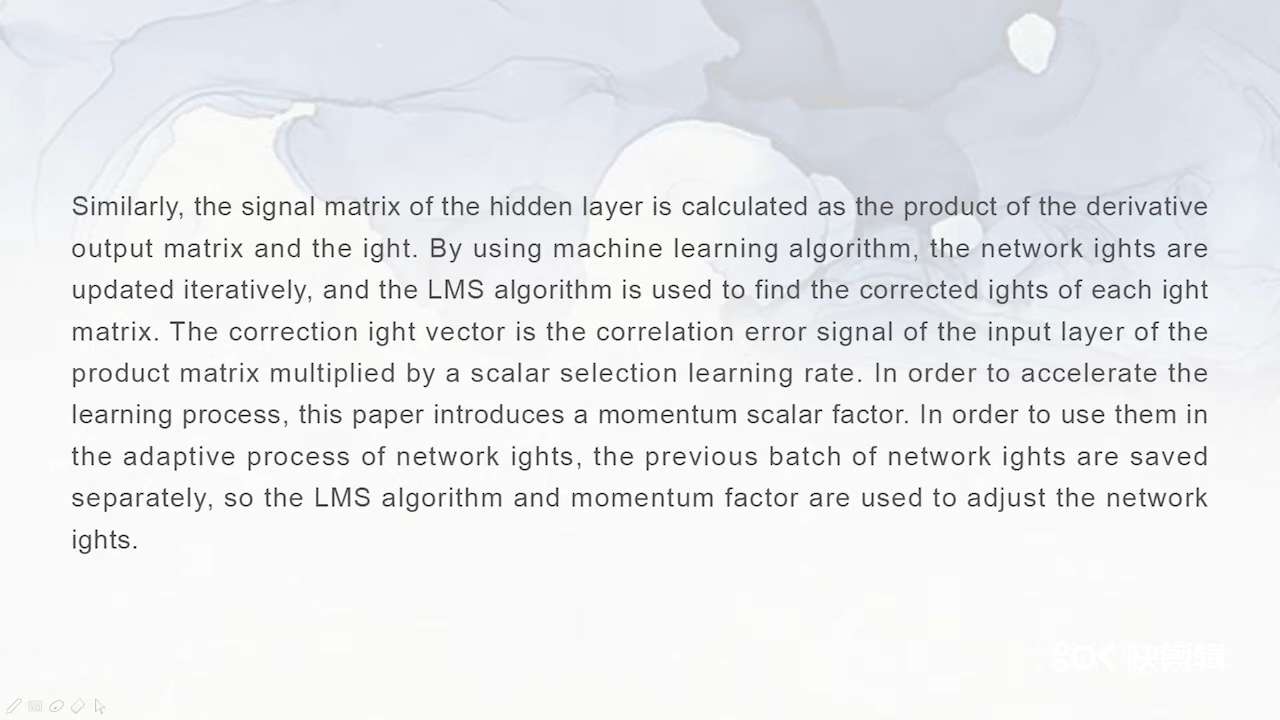 Similarly, the signal matrix of the hidden layer is calculated as the product of the derivative
output matrix and the ight. By using machine learning algorithm, the network ights are
updated iteratively, and the LMS algorithm is used to find the corrected ights of each ight
matrix. The correction ight vector is the correlation error signal of the input layer of the
product matrix multiplied by a scalar selection learning rate. In order to accelerate the
learning process, this paper introduces a momentum scalar factor. In order to use them in
the adaptive process of network ights, the previous batch of network ights are saved
separately, so the LMS algorithm and momentum factor are used to adjust the network
ights.
快剪辑